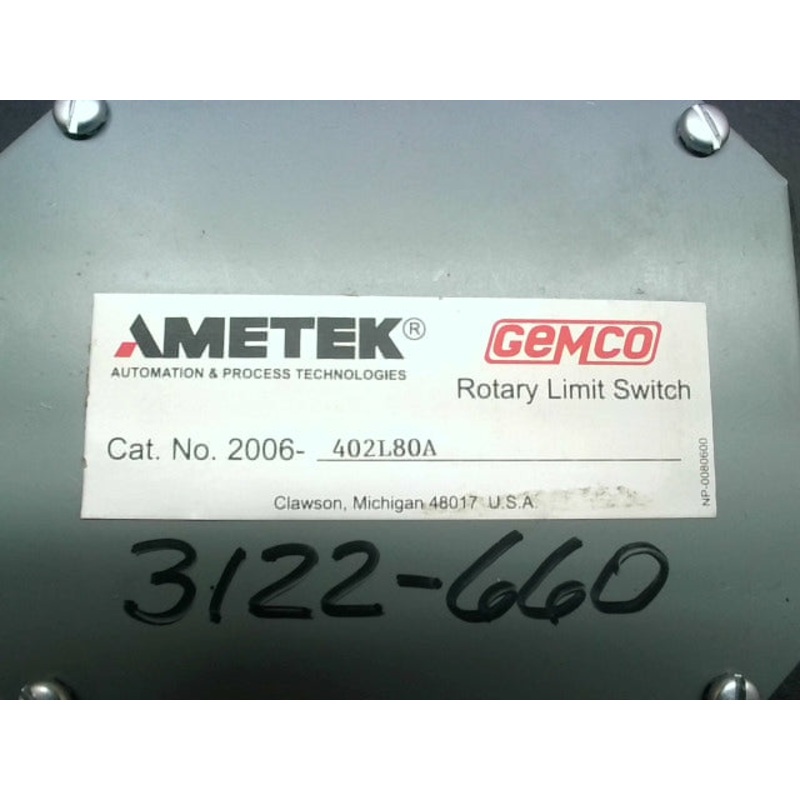 AMETEK®
AUTOMATION & PROCESS TECHNOLOGIES
GEMCO
Rotary Limit Switch
Cat. No. 2006- 402L80A
Clawson, Michigan 48017 U.S.A.
NP-0080600
3122-660